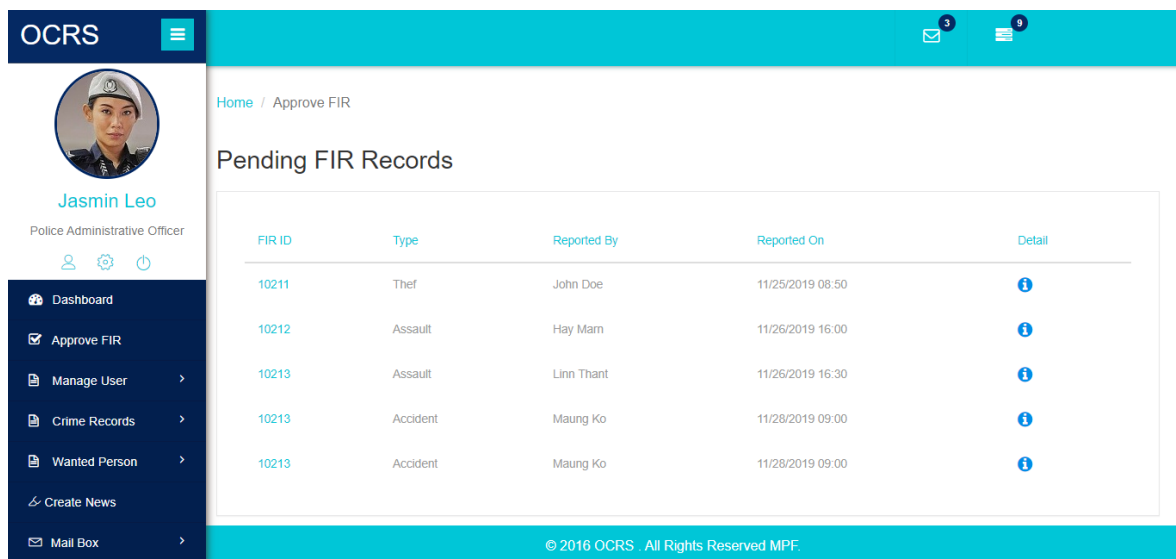 OCRS
3
9
Jasmin Leo
Police Administrative Officer
Dashboard
Approve FIR
Manage User
Crime Records
Wanted Person
Create News
Mail Box
Home / Approve FIR
Pending FIR Records
FIR ID Type Reported By Reported On Detail
10211 Thef John Doe 11/25/2019 08:50
10212 Assault Hay Marn 11/26/2019 16:00
10213 Assault Linn Thant 11/26/2019 16:30
10213 Accident Maung Ko 11/28/2019 09:00
10213 Accident Maung Ko 11/28/2019 09:00
© 2016 OCRS . All Rights Reserved MPF.